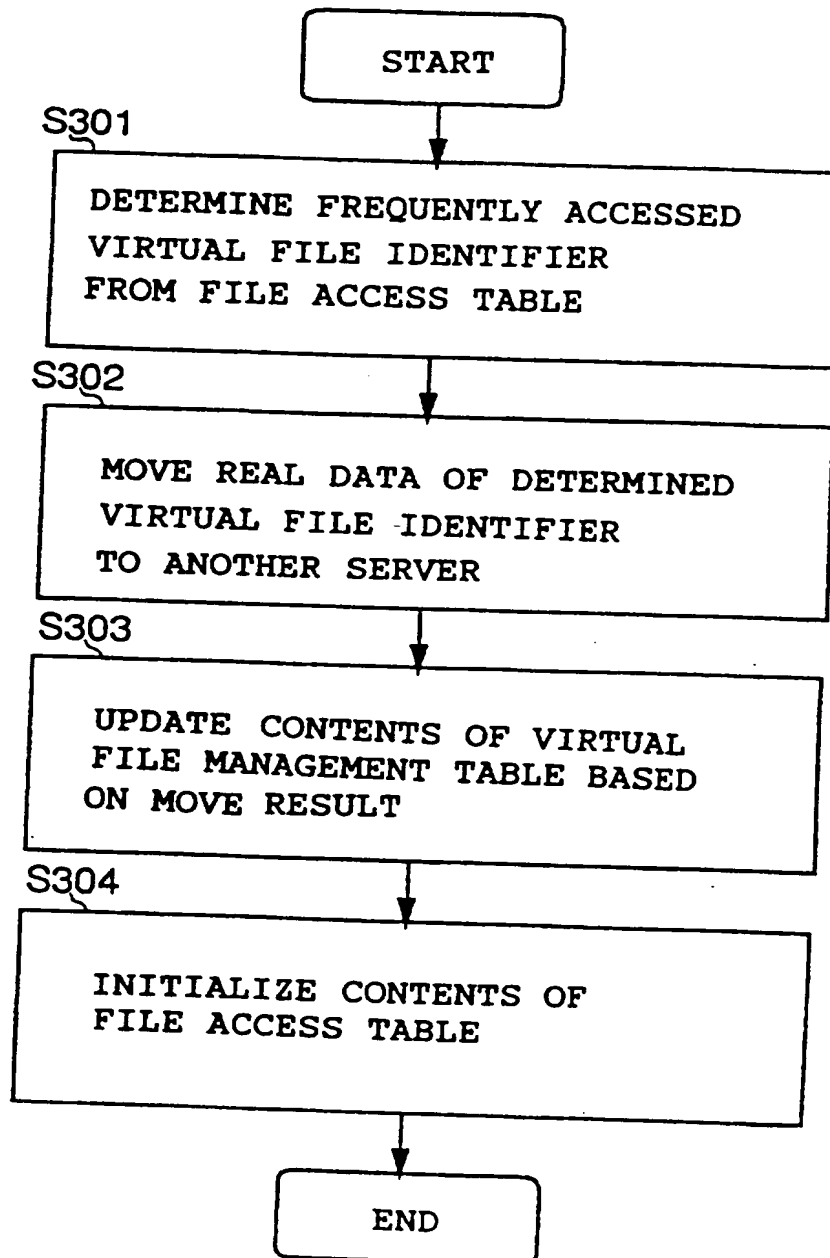 START
S301
DETERMINE FREQUENTLY ACCESSED
VIRTUAL FILE IDENTIFIER
FROM FILE ACCESS TABLE
S302
MOVE REAL DATA OF DETERMINED
VIRTUAL FILE IDENTIFIER
TO ANOTHER SERVER
S303
UPDATE CONTENTS OF VIRTUAL
FILE MANAGEMENT TABLE BASED
ON MOVE RESULT
S304
INITIALIZE CONTENTS OF
FILE ACCESS TABLE
END